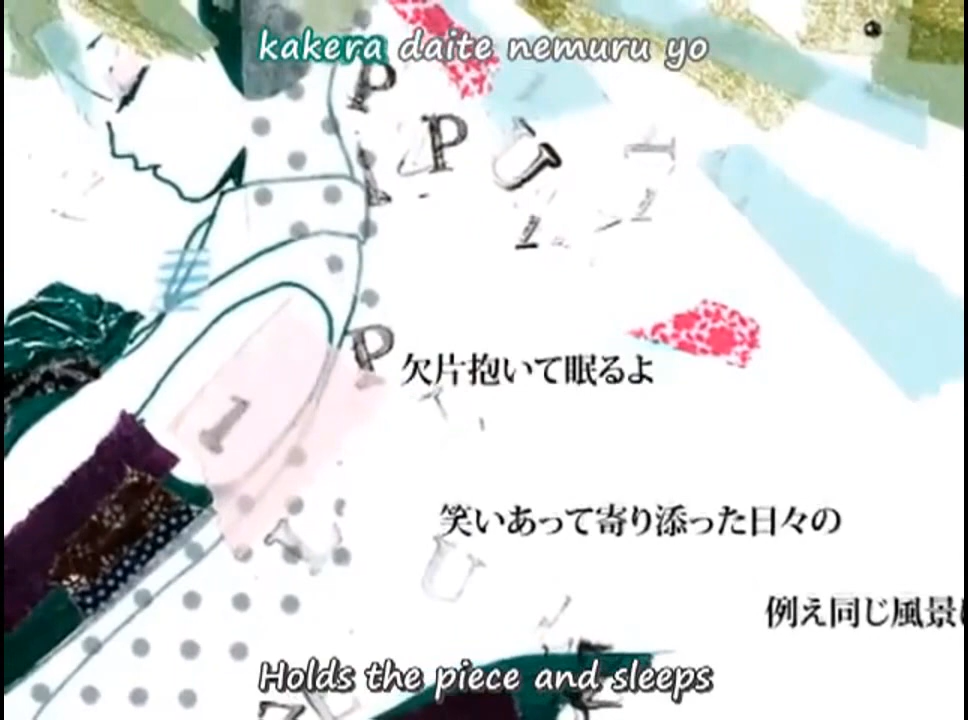 kakera daite nemuru yo
P
P U
P
欠片抱いて眠るよ
1
笑いあって寄り添った日々の
U
例え同じ風景
Holds the piece and sleeps